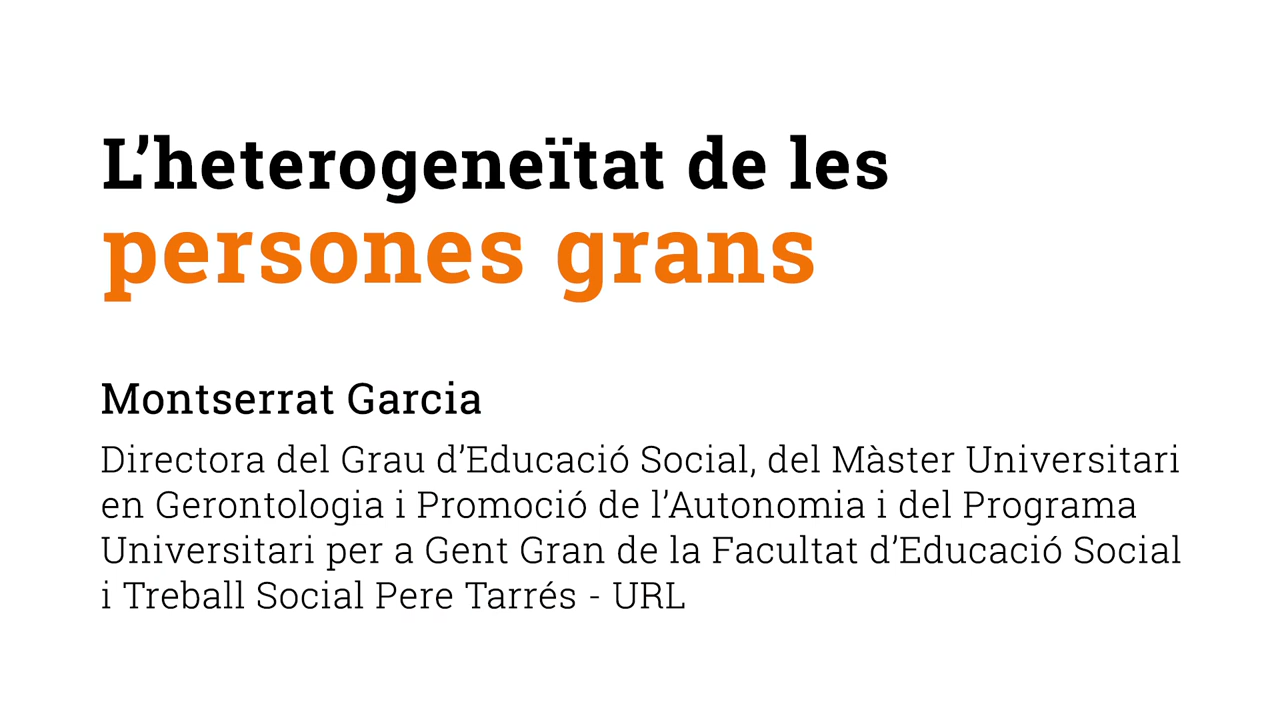 L’heterogeneïtat de les
persones grans
Montserrat Garcia
Directora del Grau d’Educació Social, del Màster Universitari
en Gerontologia i Promoció de l’Autonomia i del Programa
Universitari per a Gent Gran de la Facultat d’Educació Social
i Treball Social Pere Tarrés - URL